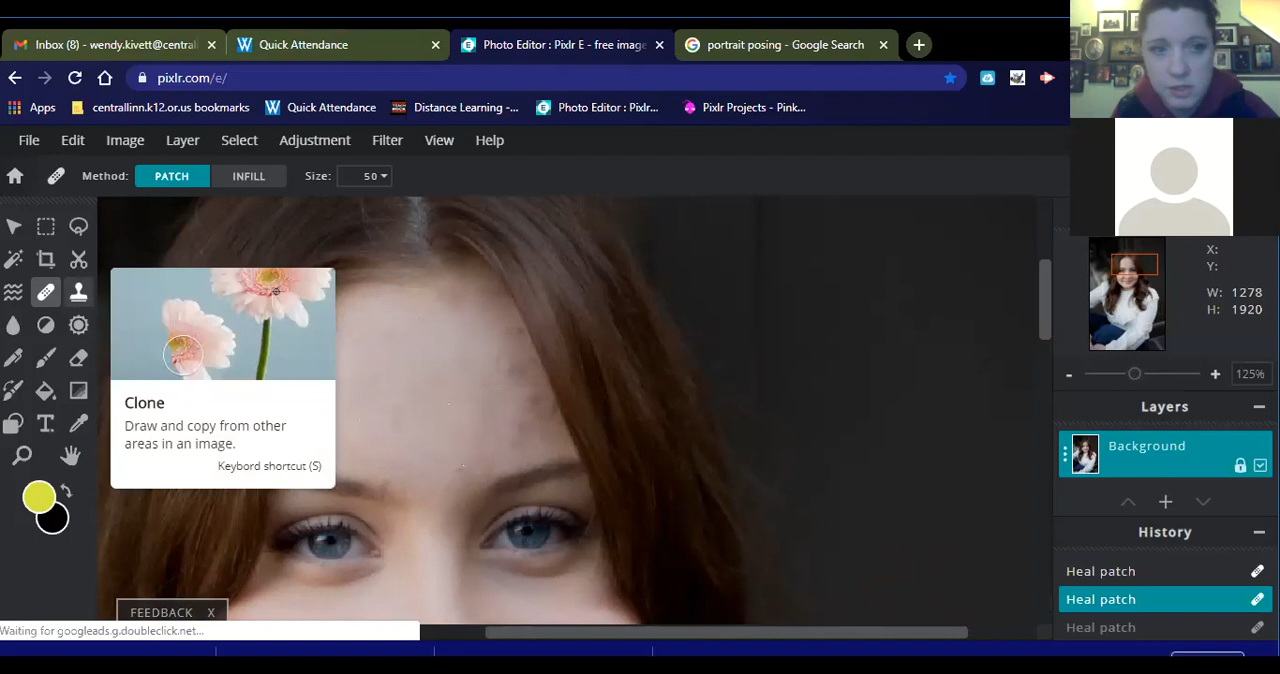 Inbox (8) - wendy.kivett@central
Quick Attendance
Photo Editor : Pixlr E - free image
portrait posing - Google Search
pixlr.com/e/
Apps
centrallinn.k12.or.us bookmarks
Quick Attendance
Distance Learning -...
Photo Editor : Pixlr...
Pixlr Projects - Pink...
File Edit Image Layer Select Adjustment Filter View Help
Method: PATCH INFILL Size: 50
X:
Y:
W: 1278
H: 1920
- + 125%
Clone
Draw and copy from other
areas in an image.
Keybord shortcut (S)
Layers
Background
History
Heal patch
Heal patch
Heal patch
FEEDBACK X
Waiting for googleads.g.doubleclick.net...